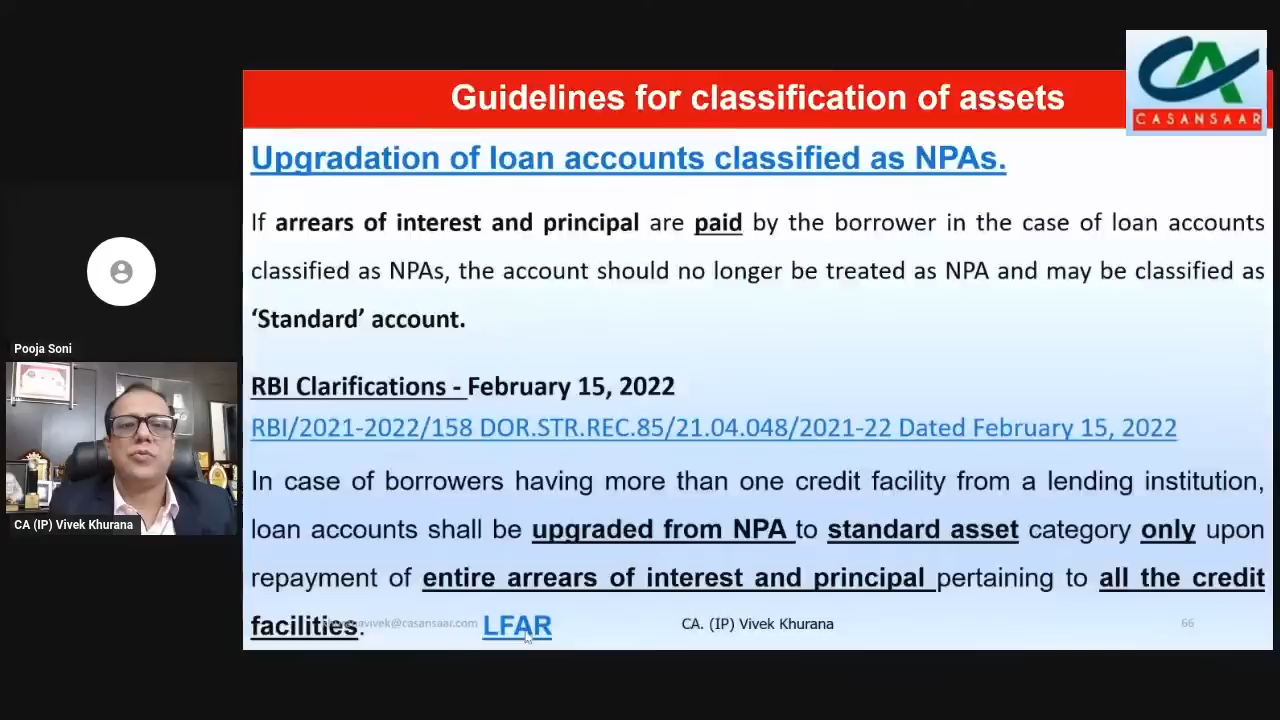 Guidelines for classification of assets
CASANSAAR
Upgradation of loan accounts classified as NPAs.
If arrears of interest and principal are paid by the borrower in the case of loan accounts
classified as NPAs, the account should no longer be treated as NPA and may be classified as
‘Standard’ account.
RBI Clarifications - February 15, 2022
RBI/2021-2022/158 DOR.STR.REC.85/21.04.048/2021-22 Dated February 15, 2022
In case of borrowers having more than one credit facility from a lending institution,
loan accounts shall be upgraded from NPA to standard asset category only upon
repayment of entire arrears of interest and principal pertaining to all the credit
facilities. LFAR
CA. (IP) Vivek Khurana
66
Pooja Soni
CA (IP) Vivek Khurana